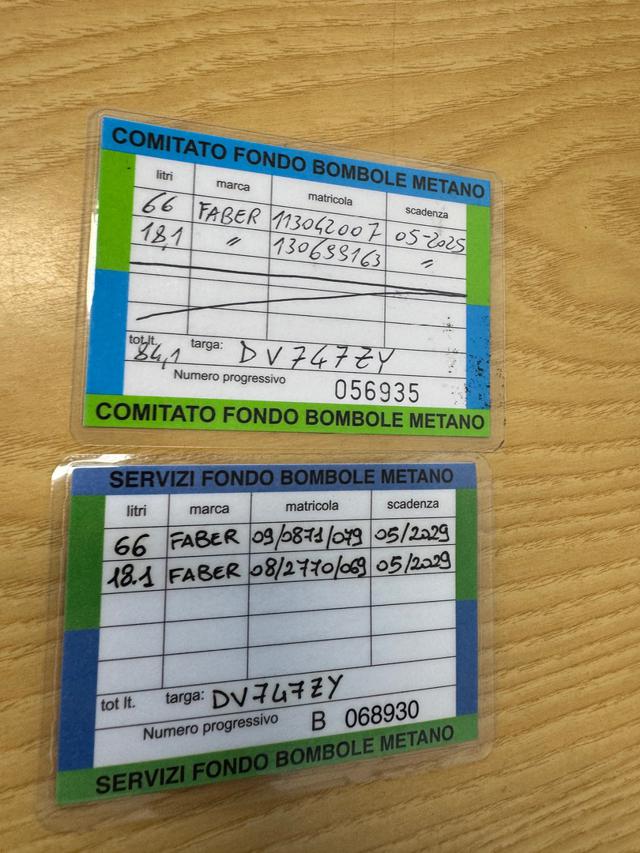 COMITATO FONDO BOMBOLE METANO
litri marca matricola scadenza
66 FABER 113042007 05-2025
18,1 〃 130699163 〃
tot lt. 84,1 targa: DV747ZY
Numero progressivo 056935
COMITATO FONDO BOMBOLE METANO
SERVIZI FONDO BOMBOLE METANO
litri marca matricola scadenza
66 FABER 09/0871/079 05/2029
18.1 FABER 08/2770/069 05/2029
tot lt. targa: DV747ZY
Numero progressivo B 068930
SERVIZI FONDO BOMBOLE METANO